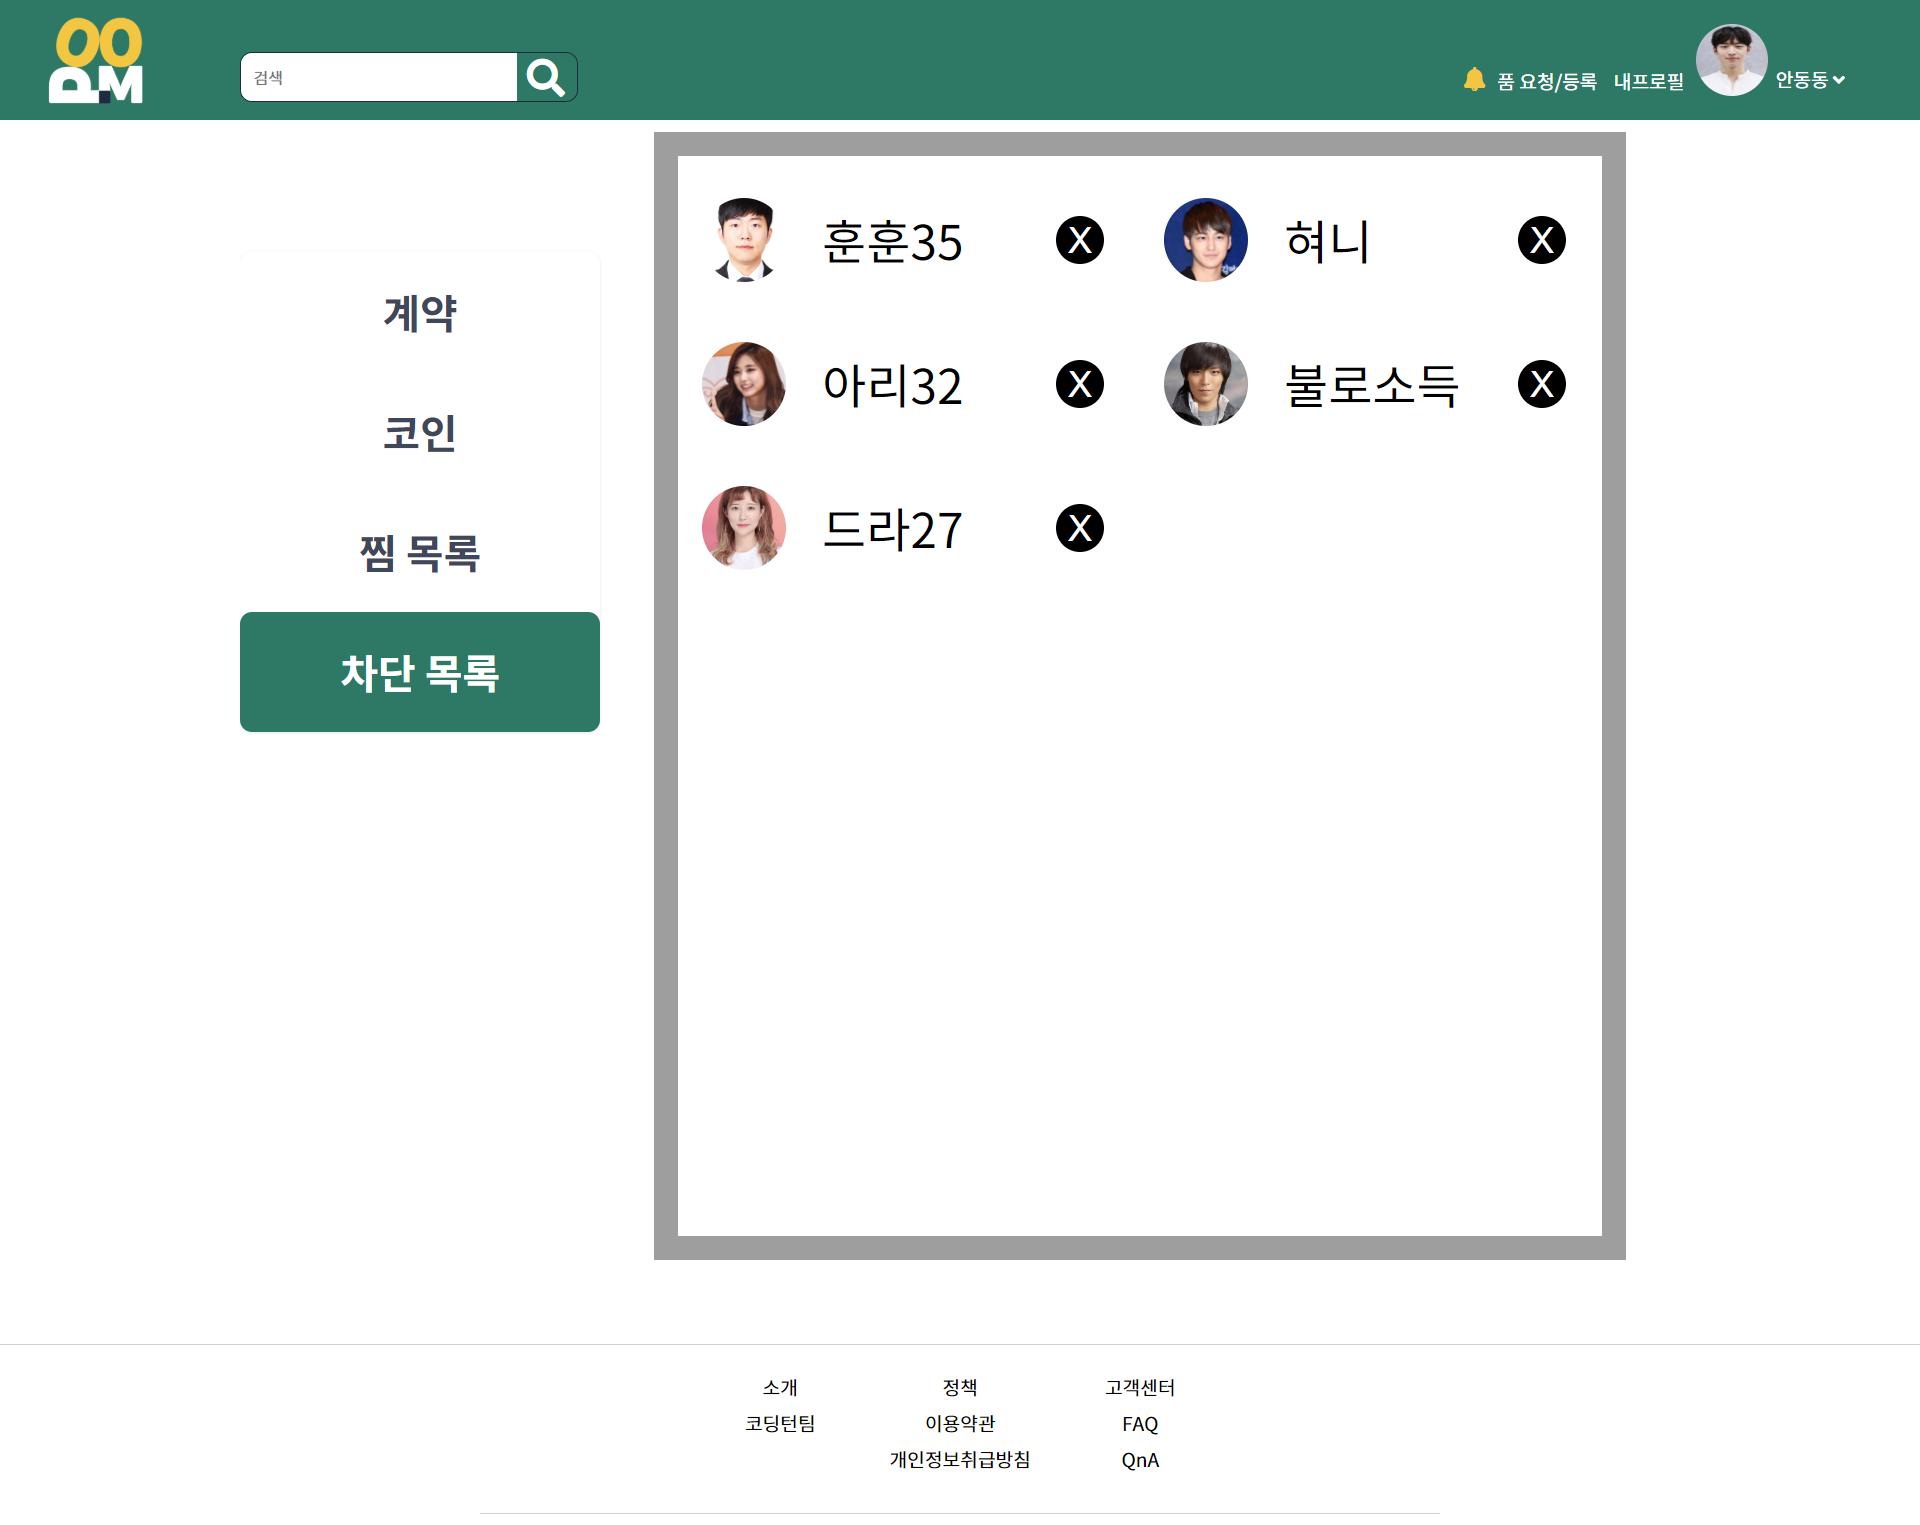 POOM
검색
품 요청/등록 내프로필 안동동
훈훈35 X 혀니 X
계약
아리32 X 불로소득 X
코인
드라27 X
찜 목록
차단 목록
소개 정책 고객센터
코딩턴팀 이용약관 FAQ
개인정보취급방침 QnA